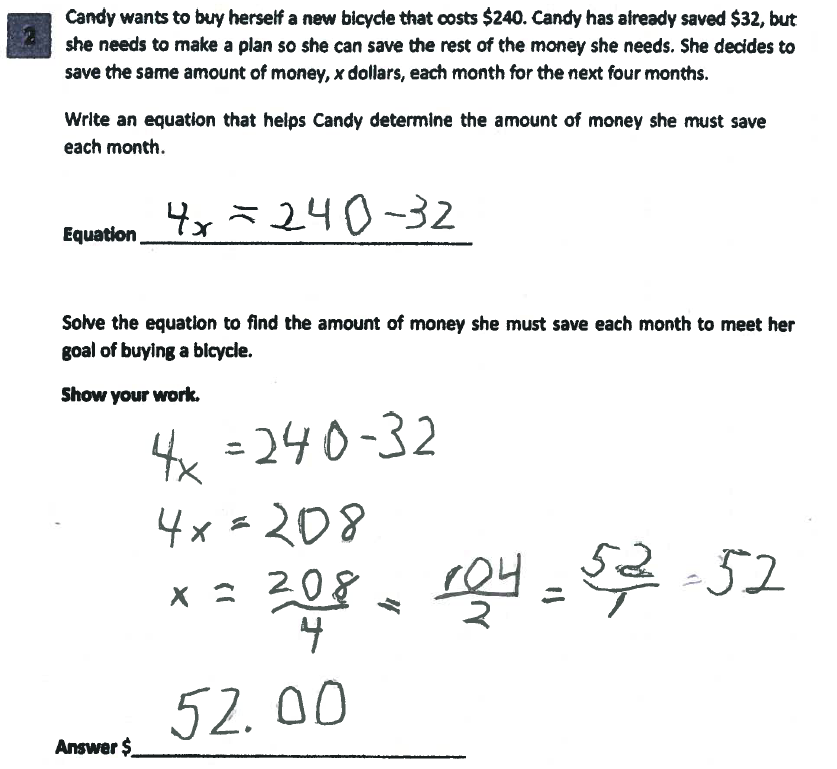 2
Candy wants to buy herself a new bicycle that costs $240. Candy has already saved $32, but
she needs to make a plan so she can save the rest of the money she needs. She decides to
save the same amount of money, x dollars, each month for the next four months.
Write an equation that helps Candy determine the amount of money she must save
each month.
Equation 4x = 240 - 32
Solve the equation to find the amount of money she must save each month to meet her
goal of buying a bicycle.
Show your work.
4x = 240 - 32
4x = 208
x = 208/4 = 104/2 = 52/1 = 52
Answer $ 52.00